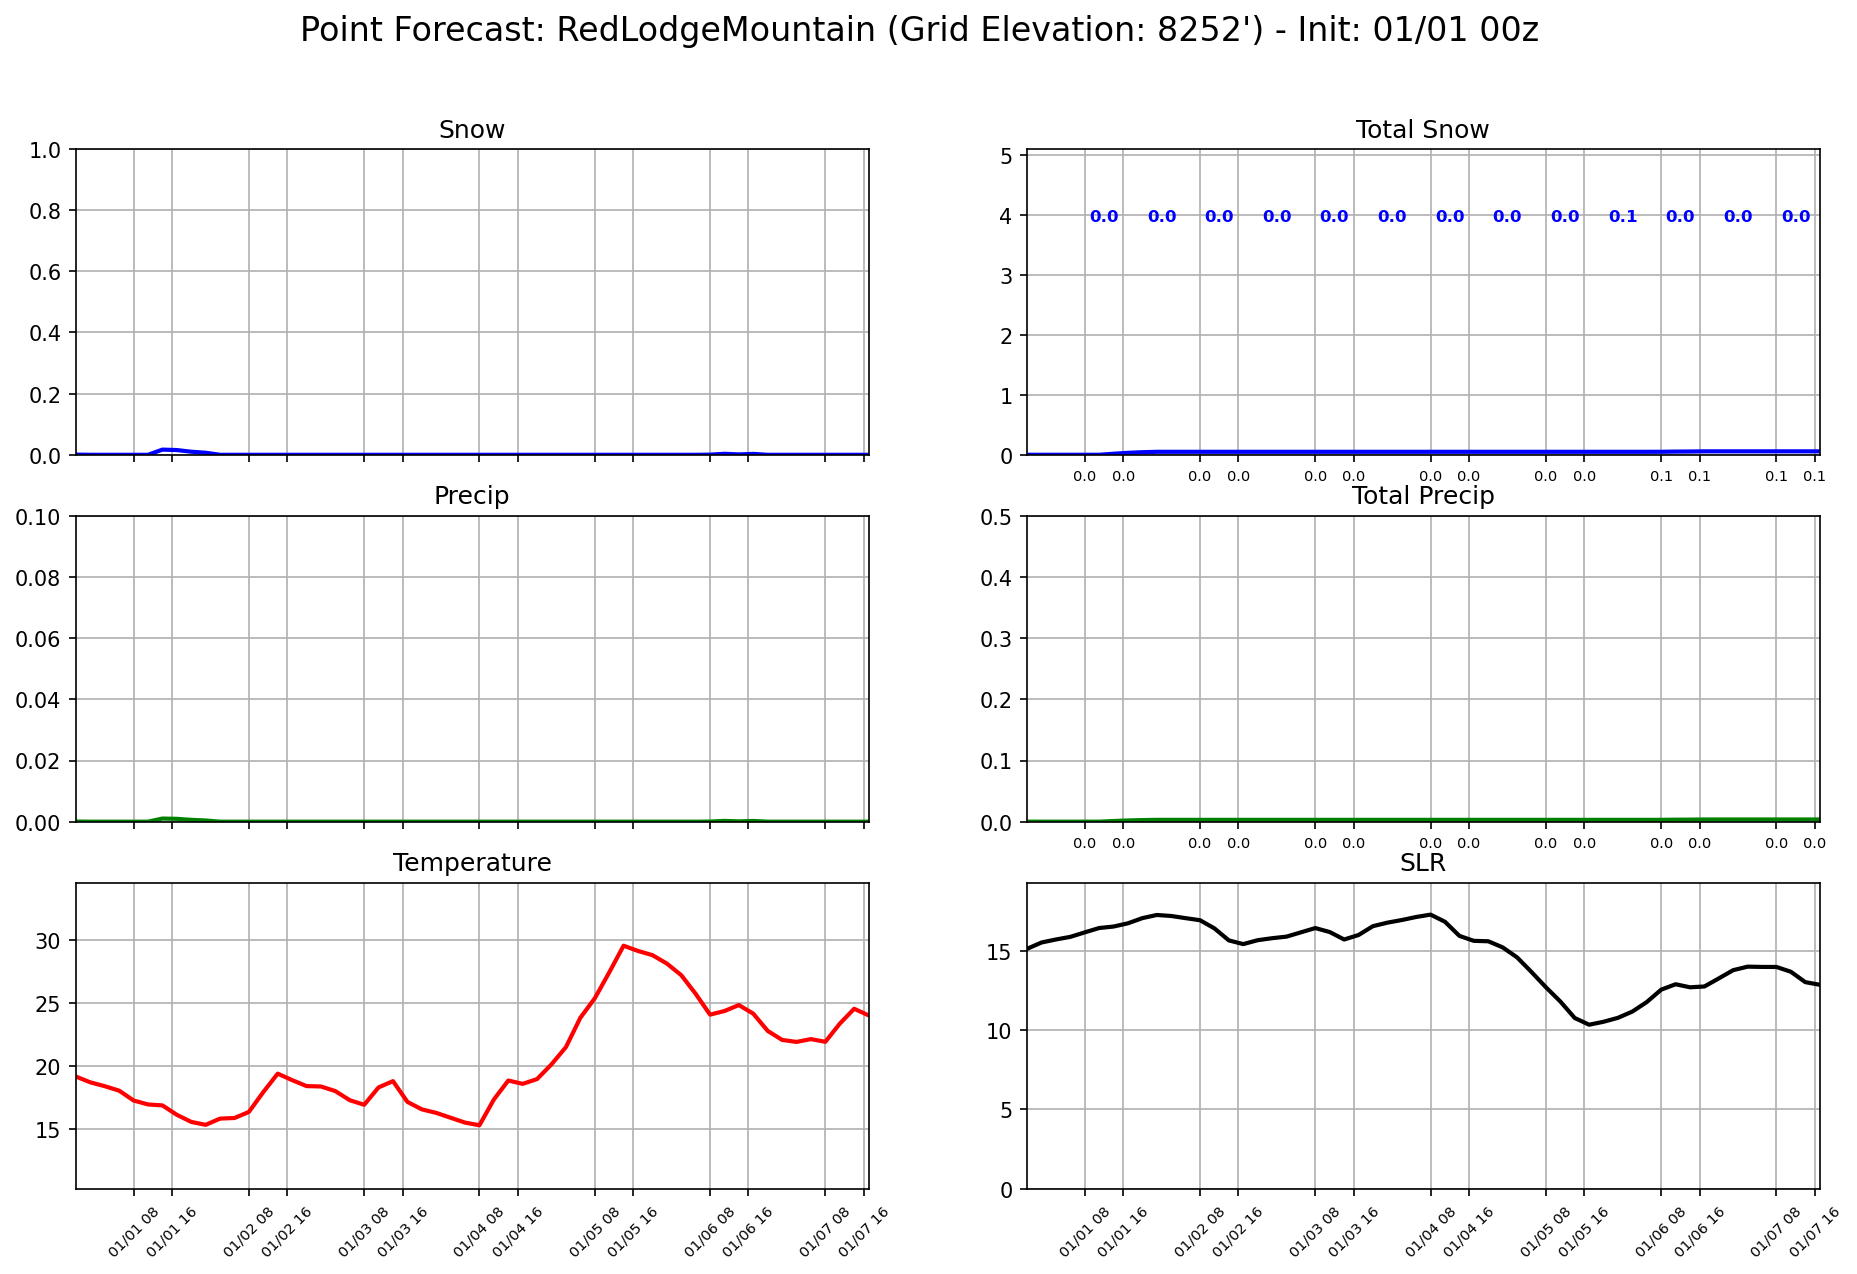 Point Forecast: RedLodgeMountain (Grid Elevation: 8252') - Init: 01/01 00z
Snow
1.0
0.8
0.6
0.4
0.2
0.0
Total Snow
5
4
3
2
1
0
0.0 0.0 0.0 0.0 0.0 0.0 0.0 0.0 0.0 0.1 0.0 0.0 0.0
0.0 0.0 0.0 0.0 0.0 0.0 0.0 0.0 0.0 0.0 0.1 0.1 0.1 0.1
Precip
0.10
0.08
0.06
0.04
0.02
0.00
Total Precip
0.5
0.4
0.3
0.2
0.1
0.0
0.0 0.0 0.0 0.0 0.0 0.0 0.0 0.0 0.0 0.0 0.0 0.0 0.0 0.0
Temperature
30
25
20
15
01/01 08 01/01 16 01/02 08 01/02 16 01/03 08 01/03 16 01/04 08 01/04 16 01/05 08 01/05 16 01/06 08 01/06 16 01/07 08 01/07 16
SLR
15
10
5
0
01/01 08 01/01 16 01/02 08 01/02 16 01/03 08 01/03 16 01/04 08 01/04 16 01/05 08 01/05 16 01/06 08 01/06 16 01/07 08 01/07 16